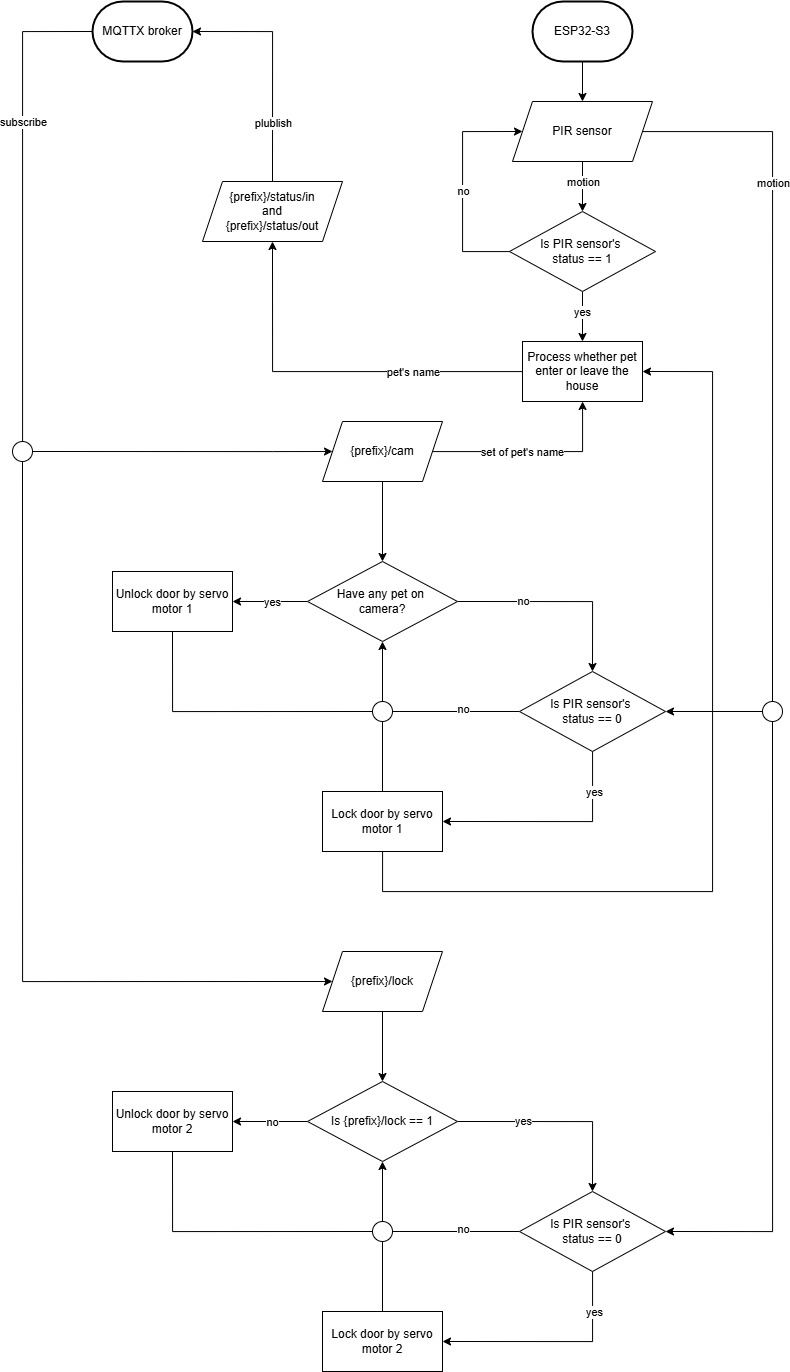 MQTTX broker
ESP32-S3
subscribe
plublish
PIR sensor
motion
motion
no
{prefix}/status/in
and
{prefix}/status/out
Is PIR sensor's
status == 1
yes
Process whether pet
enter or leave the
house
pet's name
{prefix}/cam
set of pet's name
Have any pet on
camera?
yes
no
Unlock door by servo
motor 1
Is PIR sensor's
status == 0
no
yes
Lock door by servo
motor 1
{prefix}/lock
Is {prefix}/lock == 1
no
yes
Unlock door by servo
motor 2
Is PIR sensor's
status == 0
no
yes
Lock door by servo
motor 2